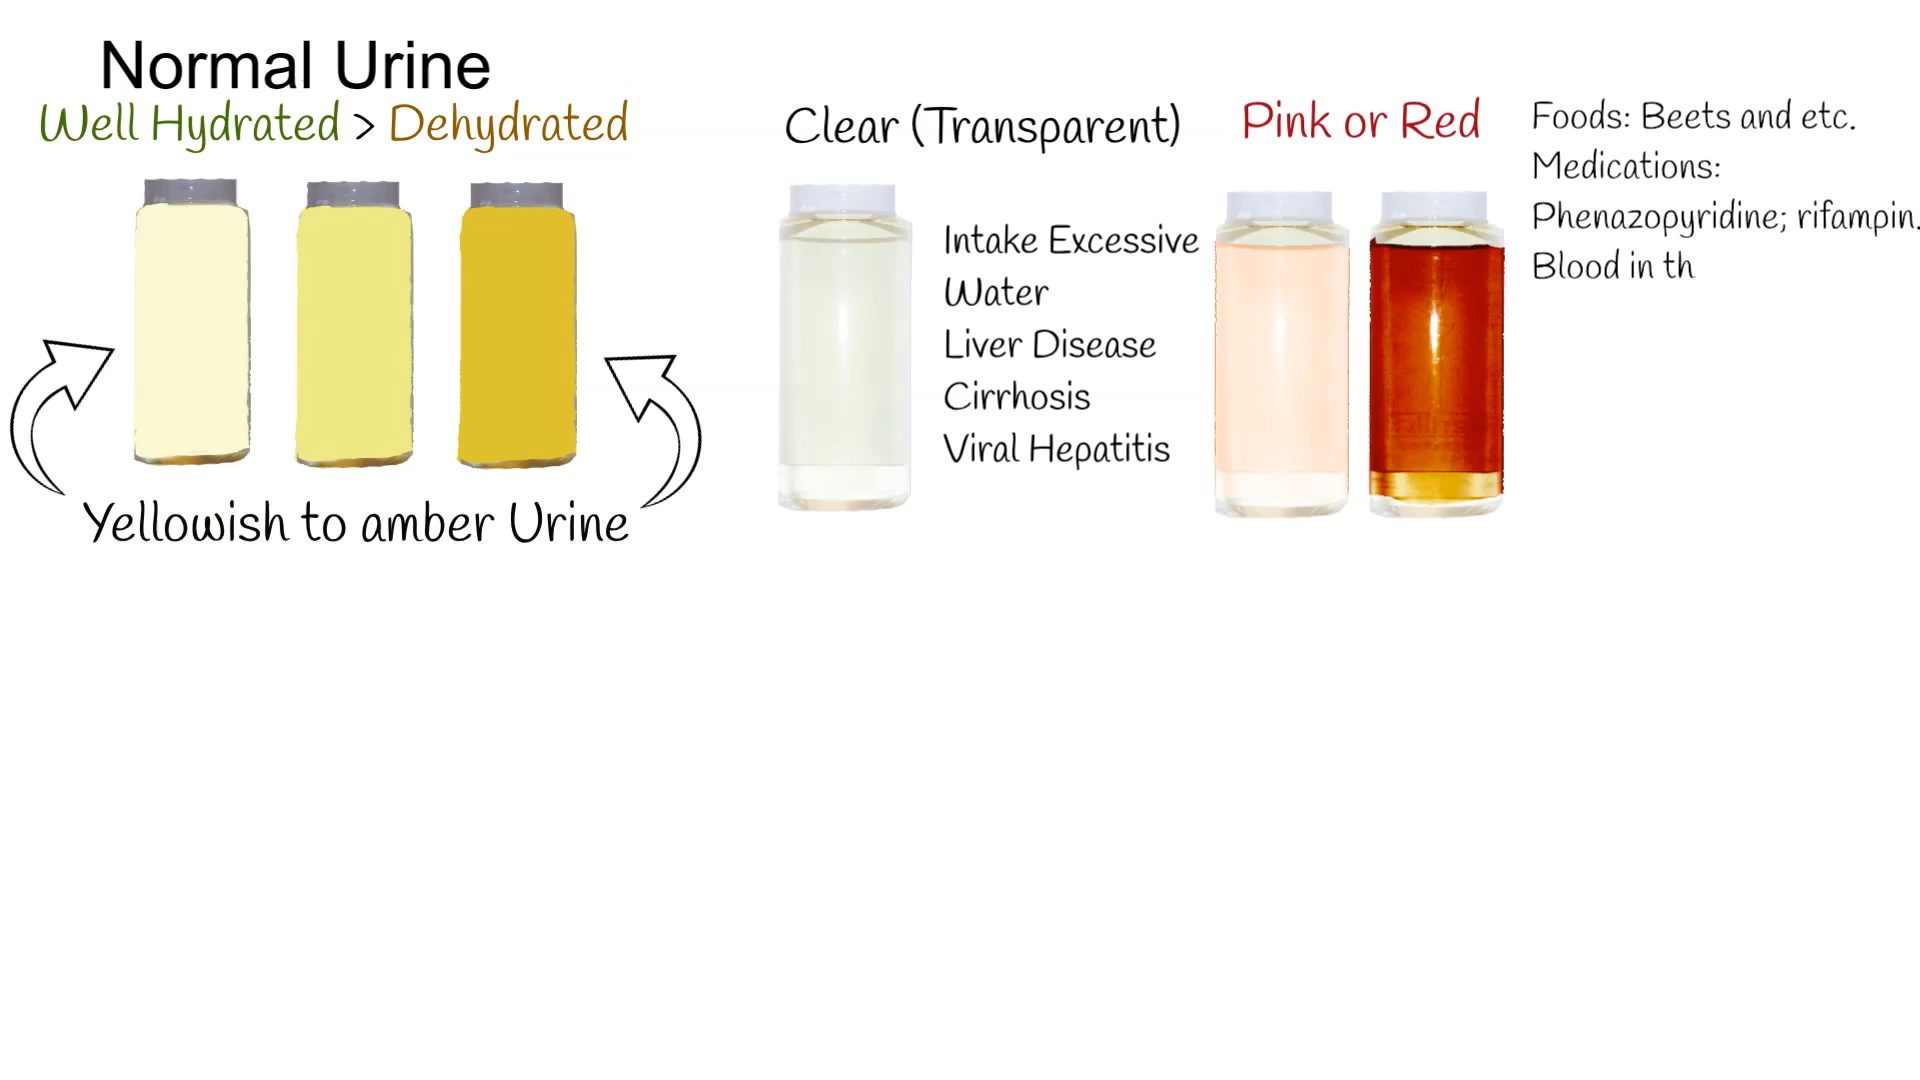 Normal Urine
Well Hydrated > Dehydrated
Yellowish to amber Urine
Clear (Transparent)
Intake Excessive
Water
Liver Disease
Cirrhosis
Viral Hepatitis
Pink or Red
Foods: Beets and etc.
Medications:
Phenazopyridine; rifampin.
Blood in th